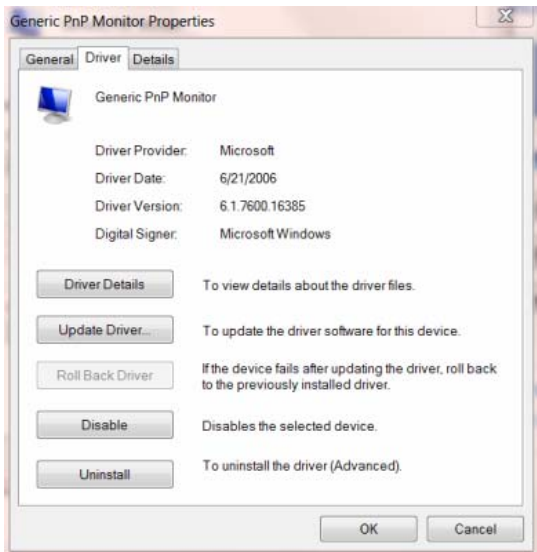 Generic PnP Monitor Properties
General Driver Details
Generic PnP Monitor
Driver Provider: Microsoft
Driver Date: 6/21/2006
Driver Version: 6.1.7600.16385
Digital Signer: Microsoft Windows
Driver Details To view details about the driver files.
Update Driver... To update the driver software for this device.
Roll Back Driver If the device fails after updating the driver, roll back
to the previously installed driver.
Disable Disables the selected device.
Uninstall To uninstall the driver (Advanced).
OK Cancel